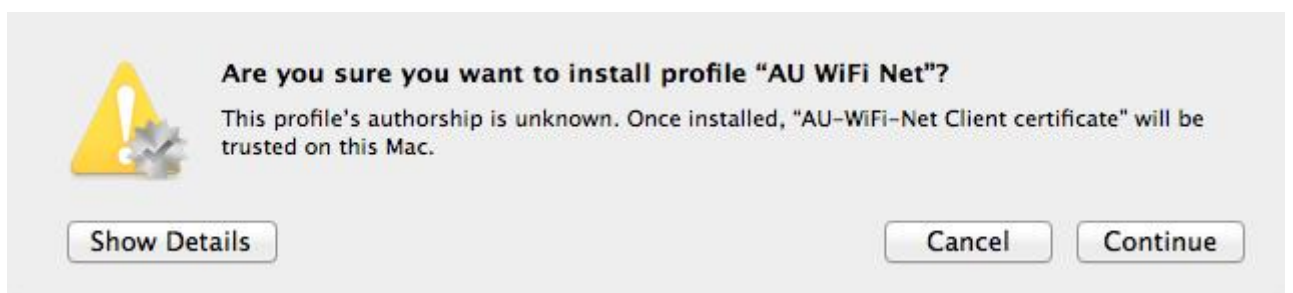 Are you sure you want to install profile “AU WiFi Net”?
This profile’s authorship is unknown. Once installed, “AU-WiFi-Net Client certificate” will be
trusted on this Mac.
Show Details
Cancel
Continue